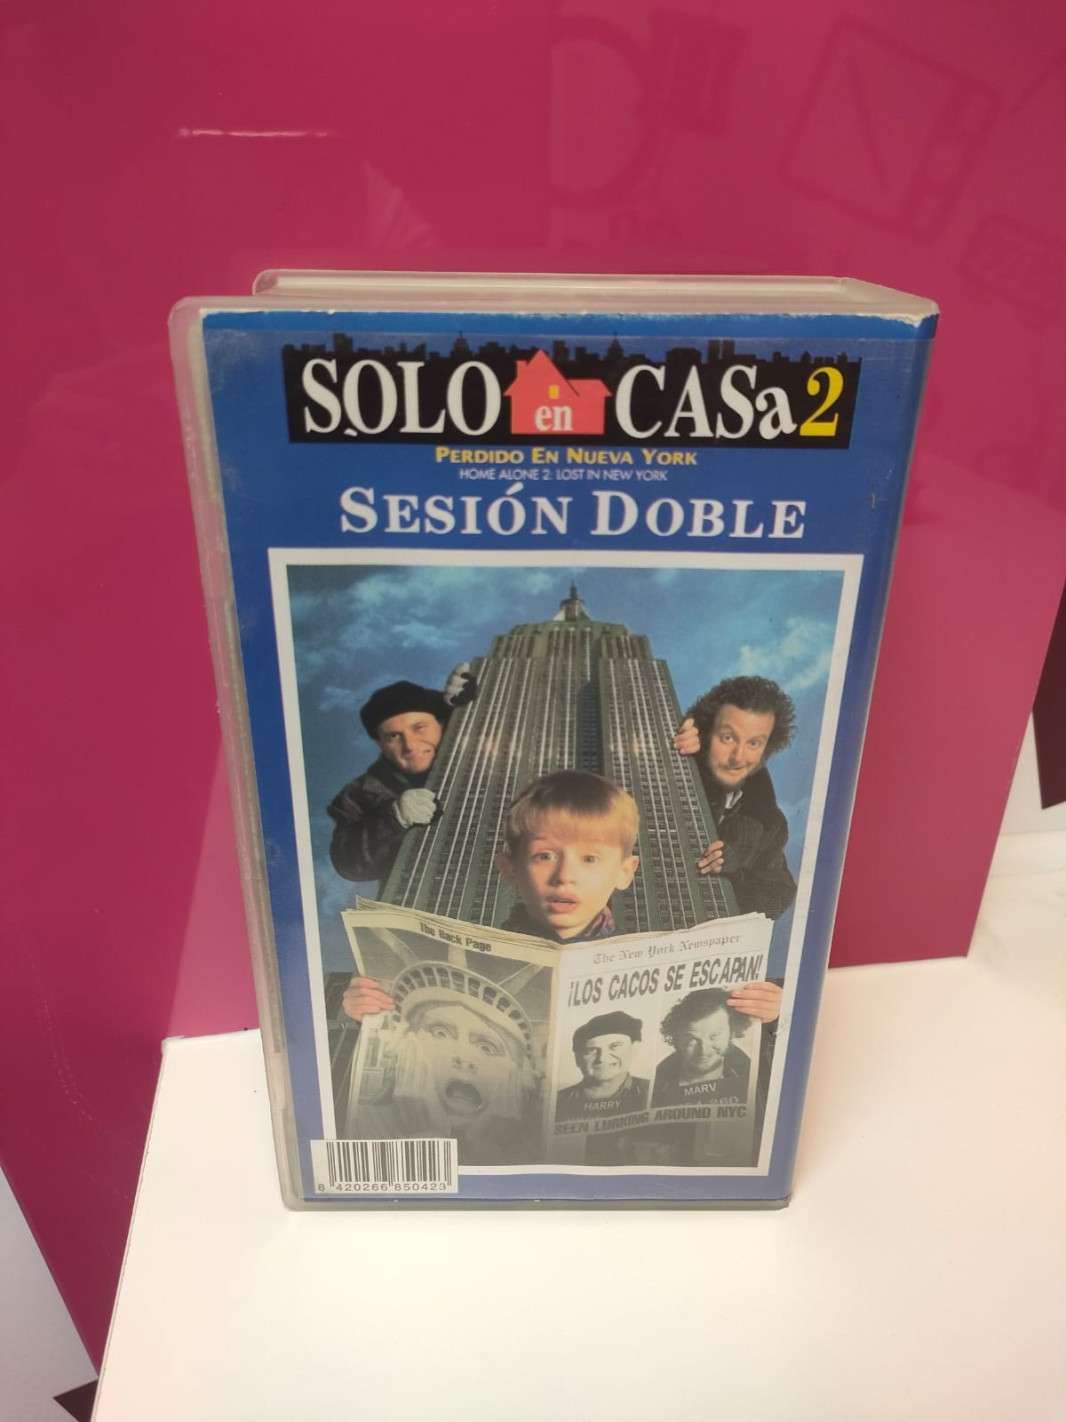 SOLO en CASa 2
PERDIDO EN NUEVA YORK
HOME ALONE 2: LOST IN NEW YORK
SESIÓN DOBLE
The Back Page
The New York Newspaper
¡LOS CACOS SE ESCAPAN!
HARRY
MARV
SEEN LURKING AROUND NYC
8 420266 850423